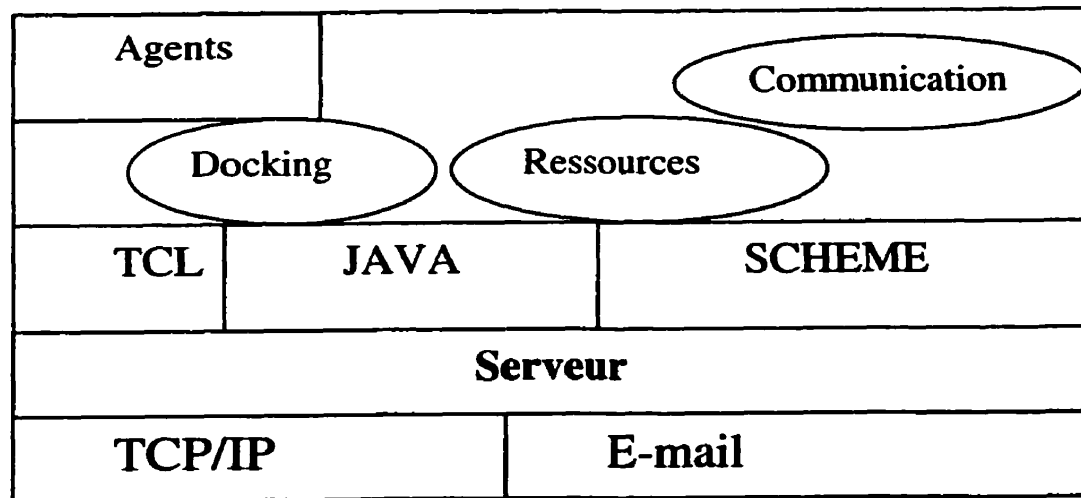 Agents
Communication
Docking
Ressources
TCL
JAVA
SCHEME
Serveur
TCP/IP
E-mail